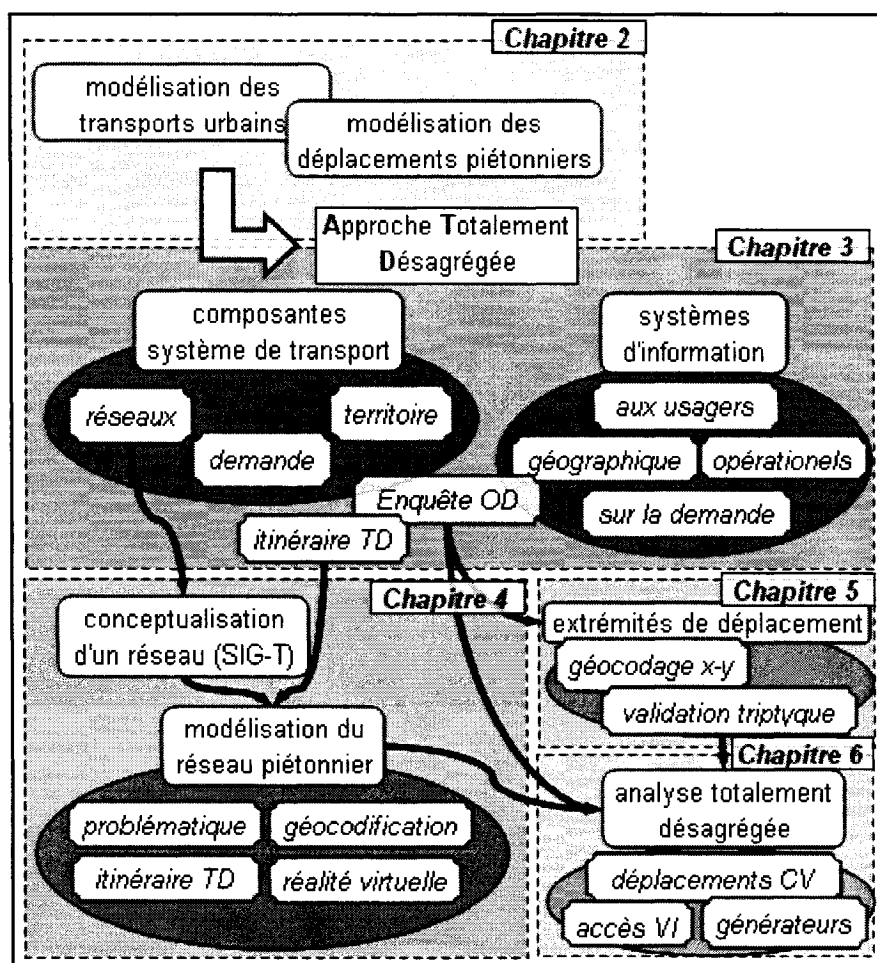 Chapitre 2
modélisation des
transports urbains
modélisation des
déplacements piétonniers
Approche Totalement
Désagrégée
Chapitre 3
composantes
système de transport
réseaux
territoire
demande
systèmes
d'information
aux usagers
géographique
opérationels
sur la demande
Enquête OD
itinéraire TD
Chapitre 4
conceptualisation
d'un réseau (SIG-T)
modélisation du
réseau piétonnier
problématique
géocodification
itinéraire TD
réalité virtuelle
Chapitre 5
extrémités de déplacement
géocodage x-y
validation triptyque
Chapitre 6
analyse totalement
désagrégée
déplacements CV
accès VI
générateurs